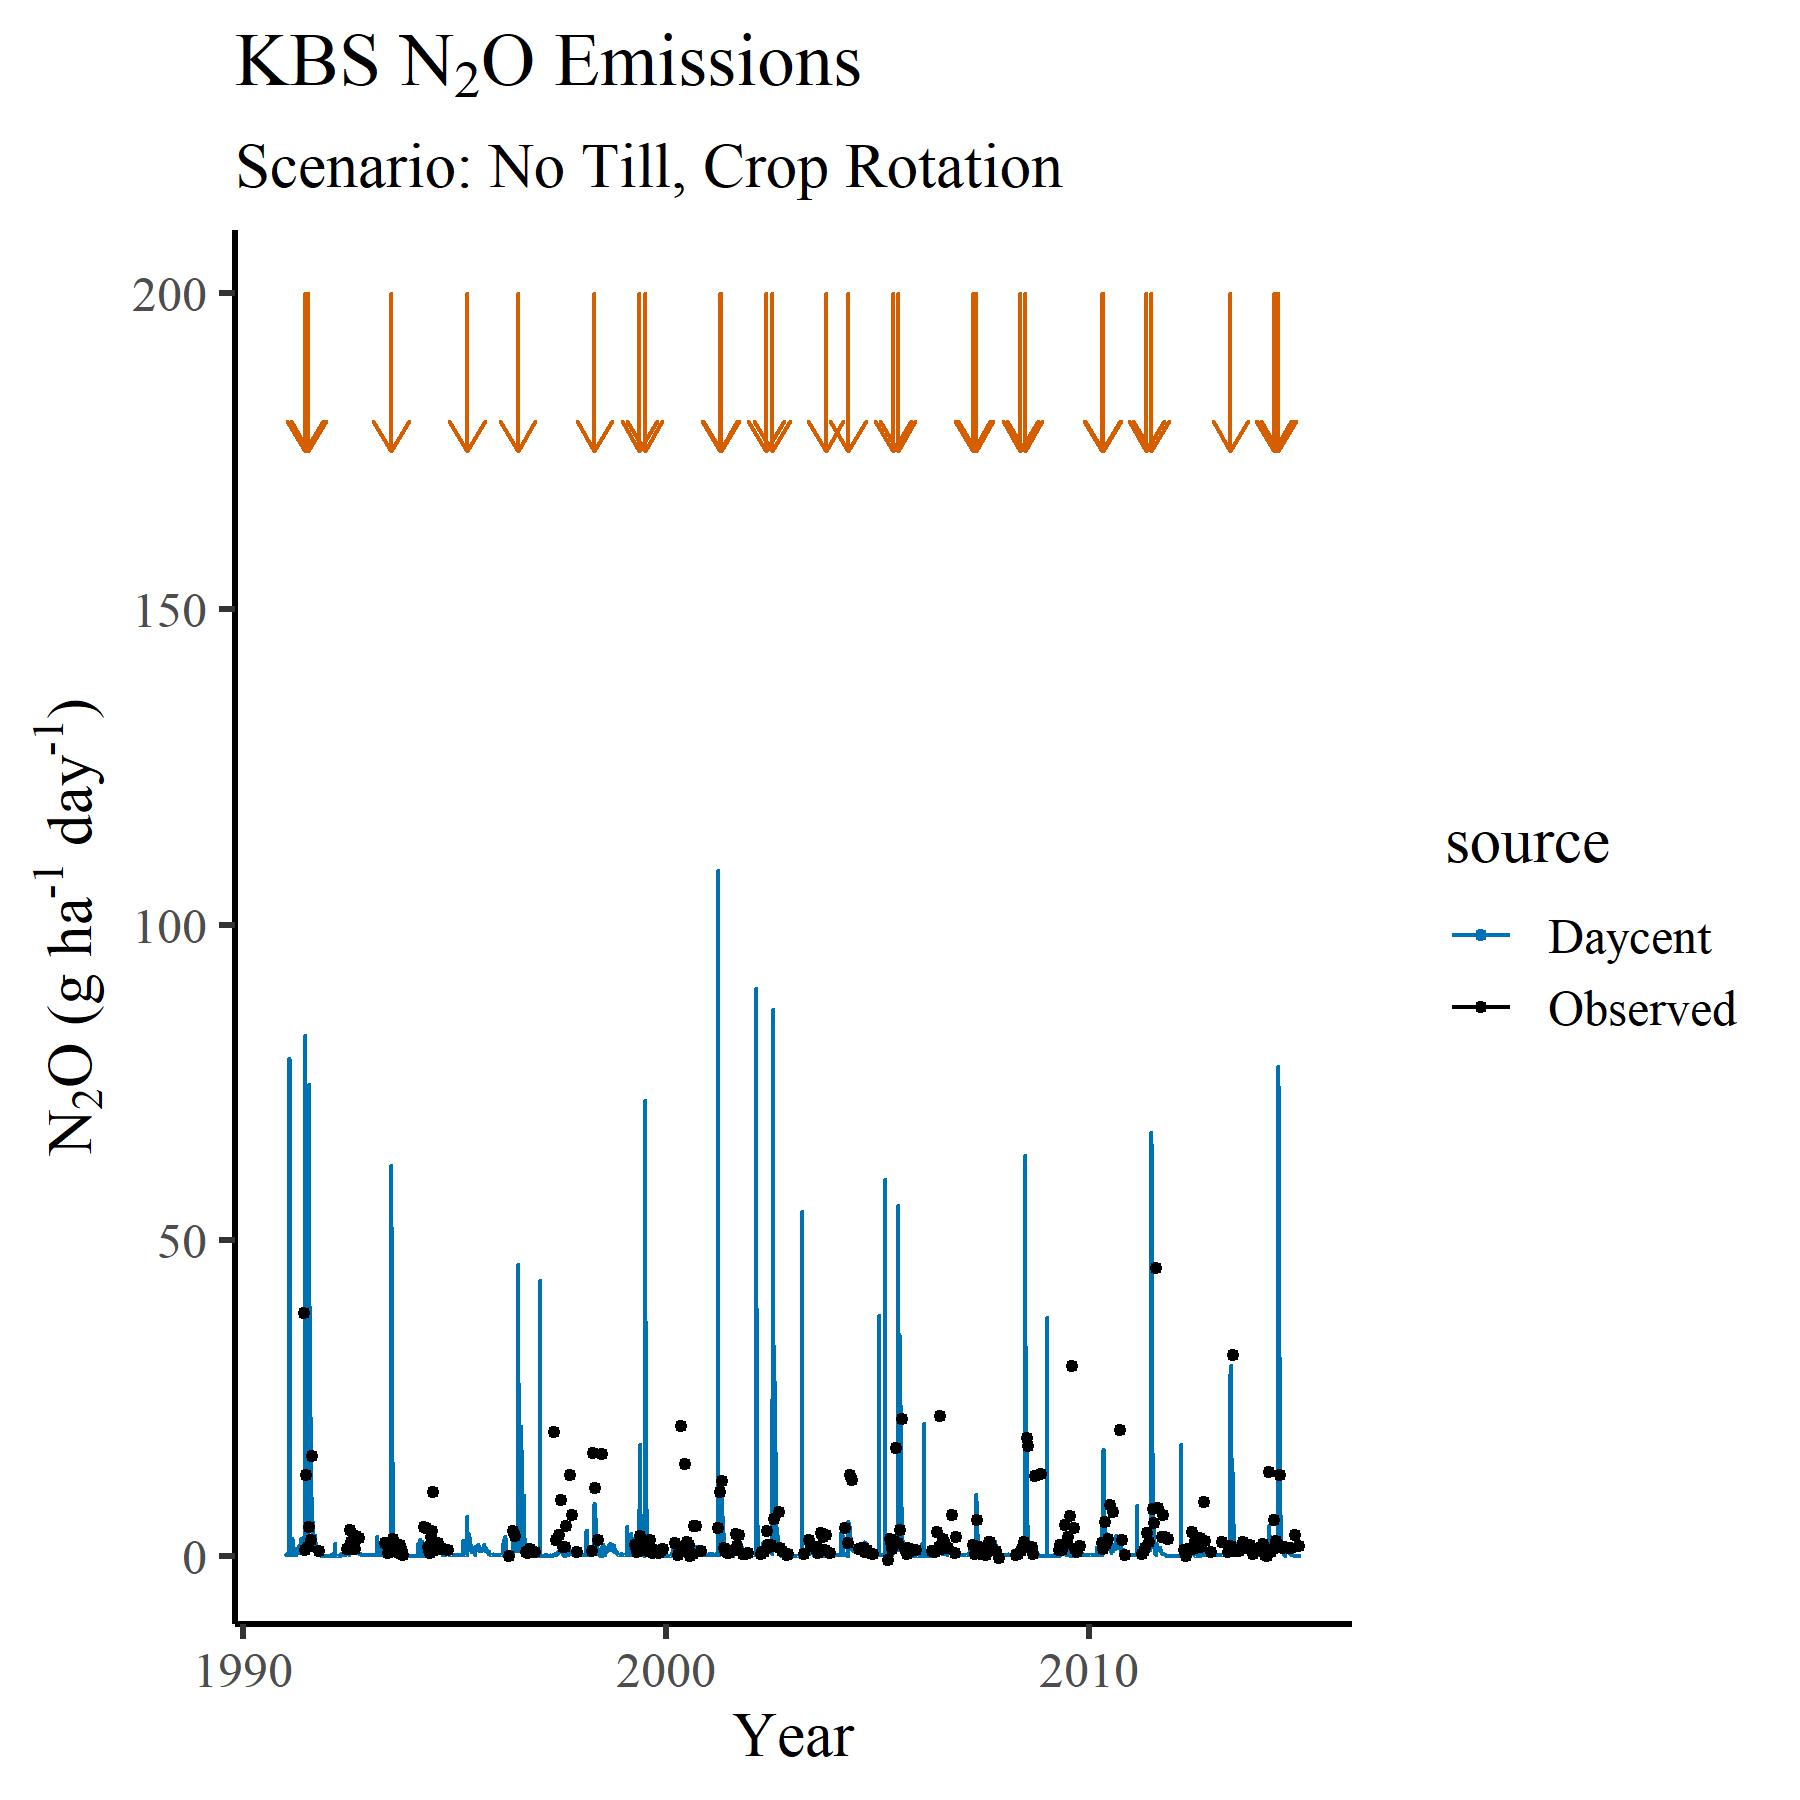 KBS N₂O Emissions
Scenario: No Till, Crop Rotation
200
150
100
50
0
N₂O (g ha⁻¹ day⁻¹)
1990 2000 2010
Year
source
Daycent
Observed